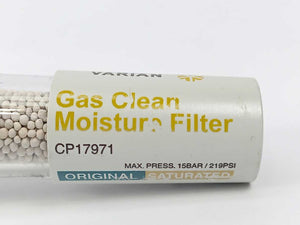 VARIAN
Gas Clean
Moisture Filter
CP17971
MAX. PRESS. 15BAR / 219PSI
ORIGINAL SATURATED